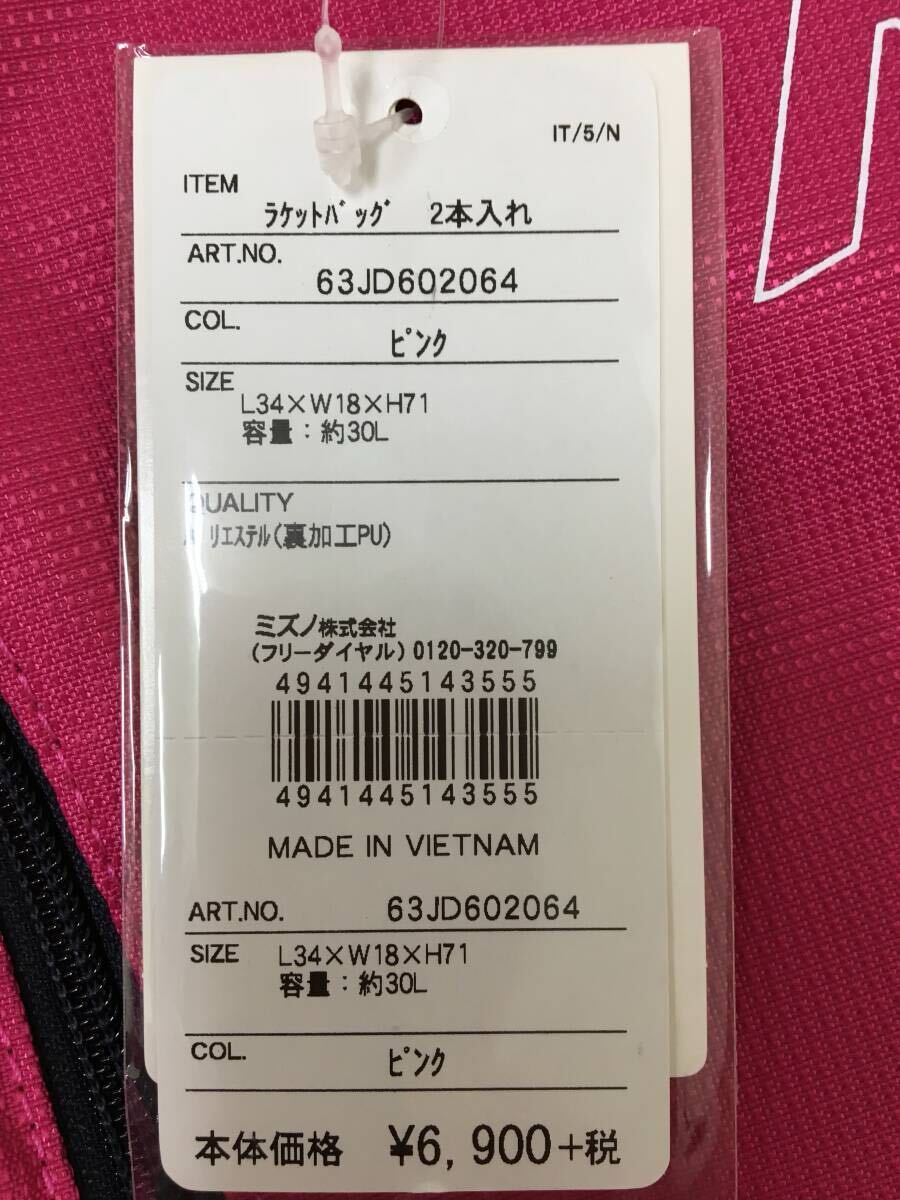 IT/5/N
ITEM
ﾗｹｯﾄﾊﾞｯｸﾞ 2本入れ
ART.NO.
63JD602064
COL.
ﾋﾟﾝｸ
SIZE
L34×W18×H71
容量：約30L
QUALITY
ﾎﾟﾘｴｽﾃﾙ(裏加工PU)
ミズノ株式会社
(フリーダイヤル) 0120-320-799
4941445143555
4941445143555
MADE IN VIETNAM
ART.NO. 63JD602064
SIZE L34×W18×H71
容量：約30L
COL. ﾋﾟﾝｸ
本体価格 ¥6,900+税